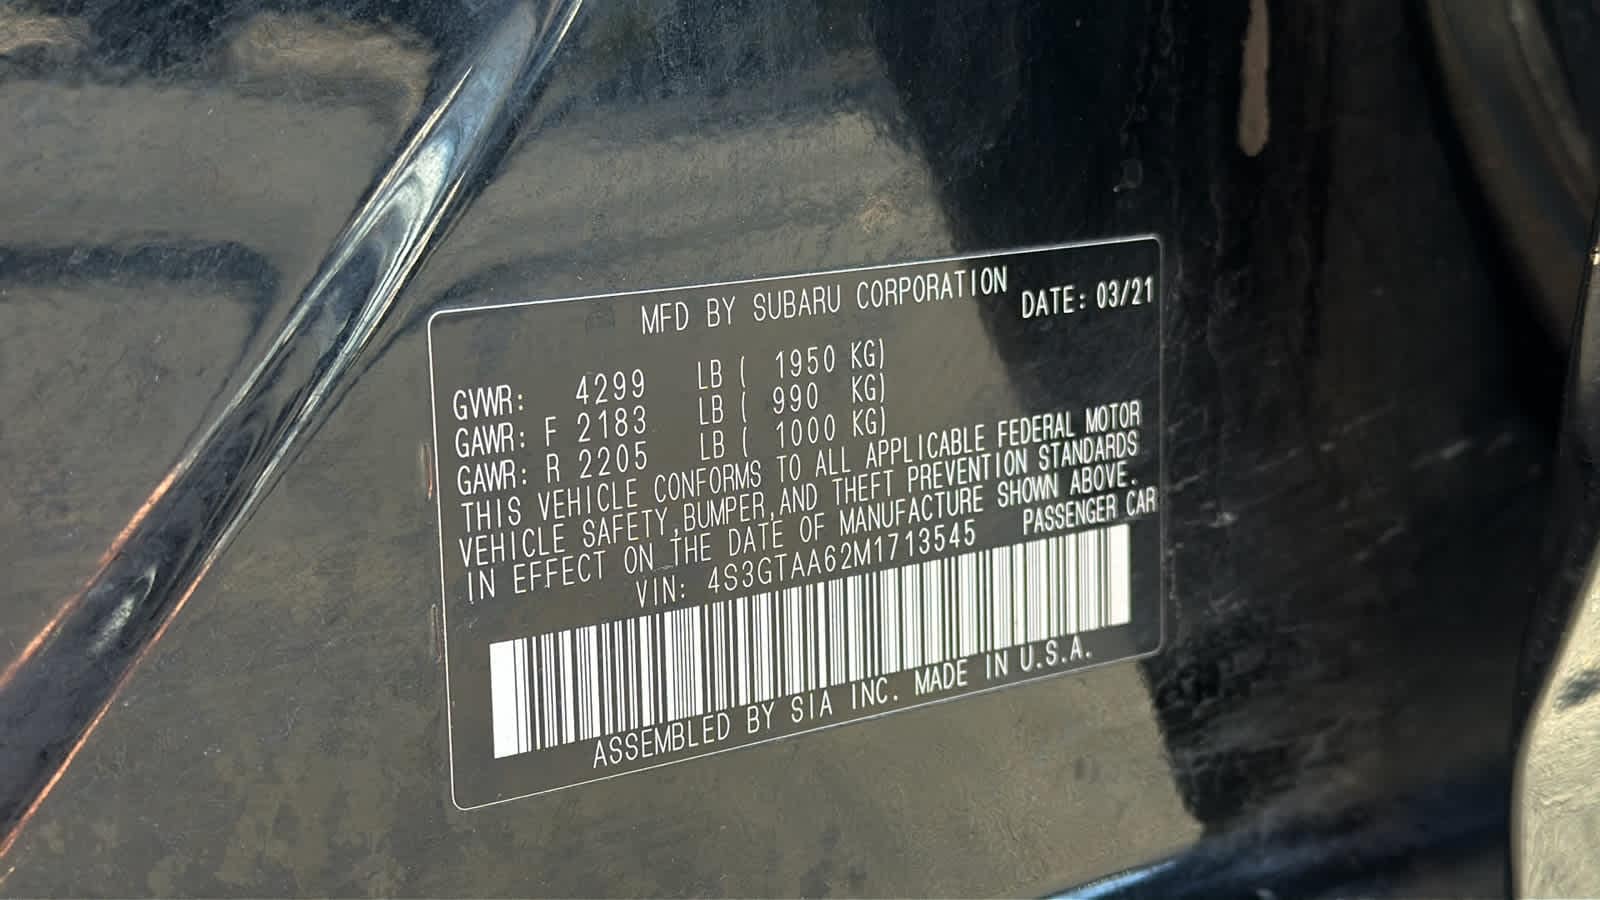 MFD BY SUBARU CORPORATION DATE: 03/21
GVWR: 4299 LB ( 1950 KG)
GAWR: F 2183 LB ( 990 KG)
GAWR: R 2205 LB ( 1000 KG)
THIS VEHICLE CONFORMS TO ALL APPLICABLE FEDERAL MOTOR
VEHICLE SAFETY, BUMPER, AND THEFT PREVENTION STANDARDS
IN EFFECT ON THE DATE OF MANUFACTURE SHOWN ABOVE.
VIN: 4S3GTAA62M1713545 PASSENGER CAR
ASSEMBLED BY SIA INC. MADE IN U.S.A.